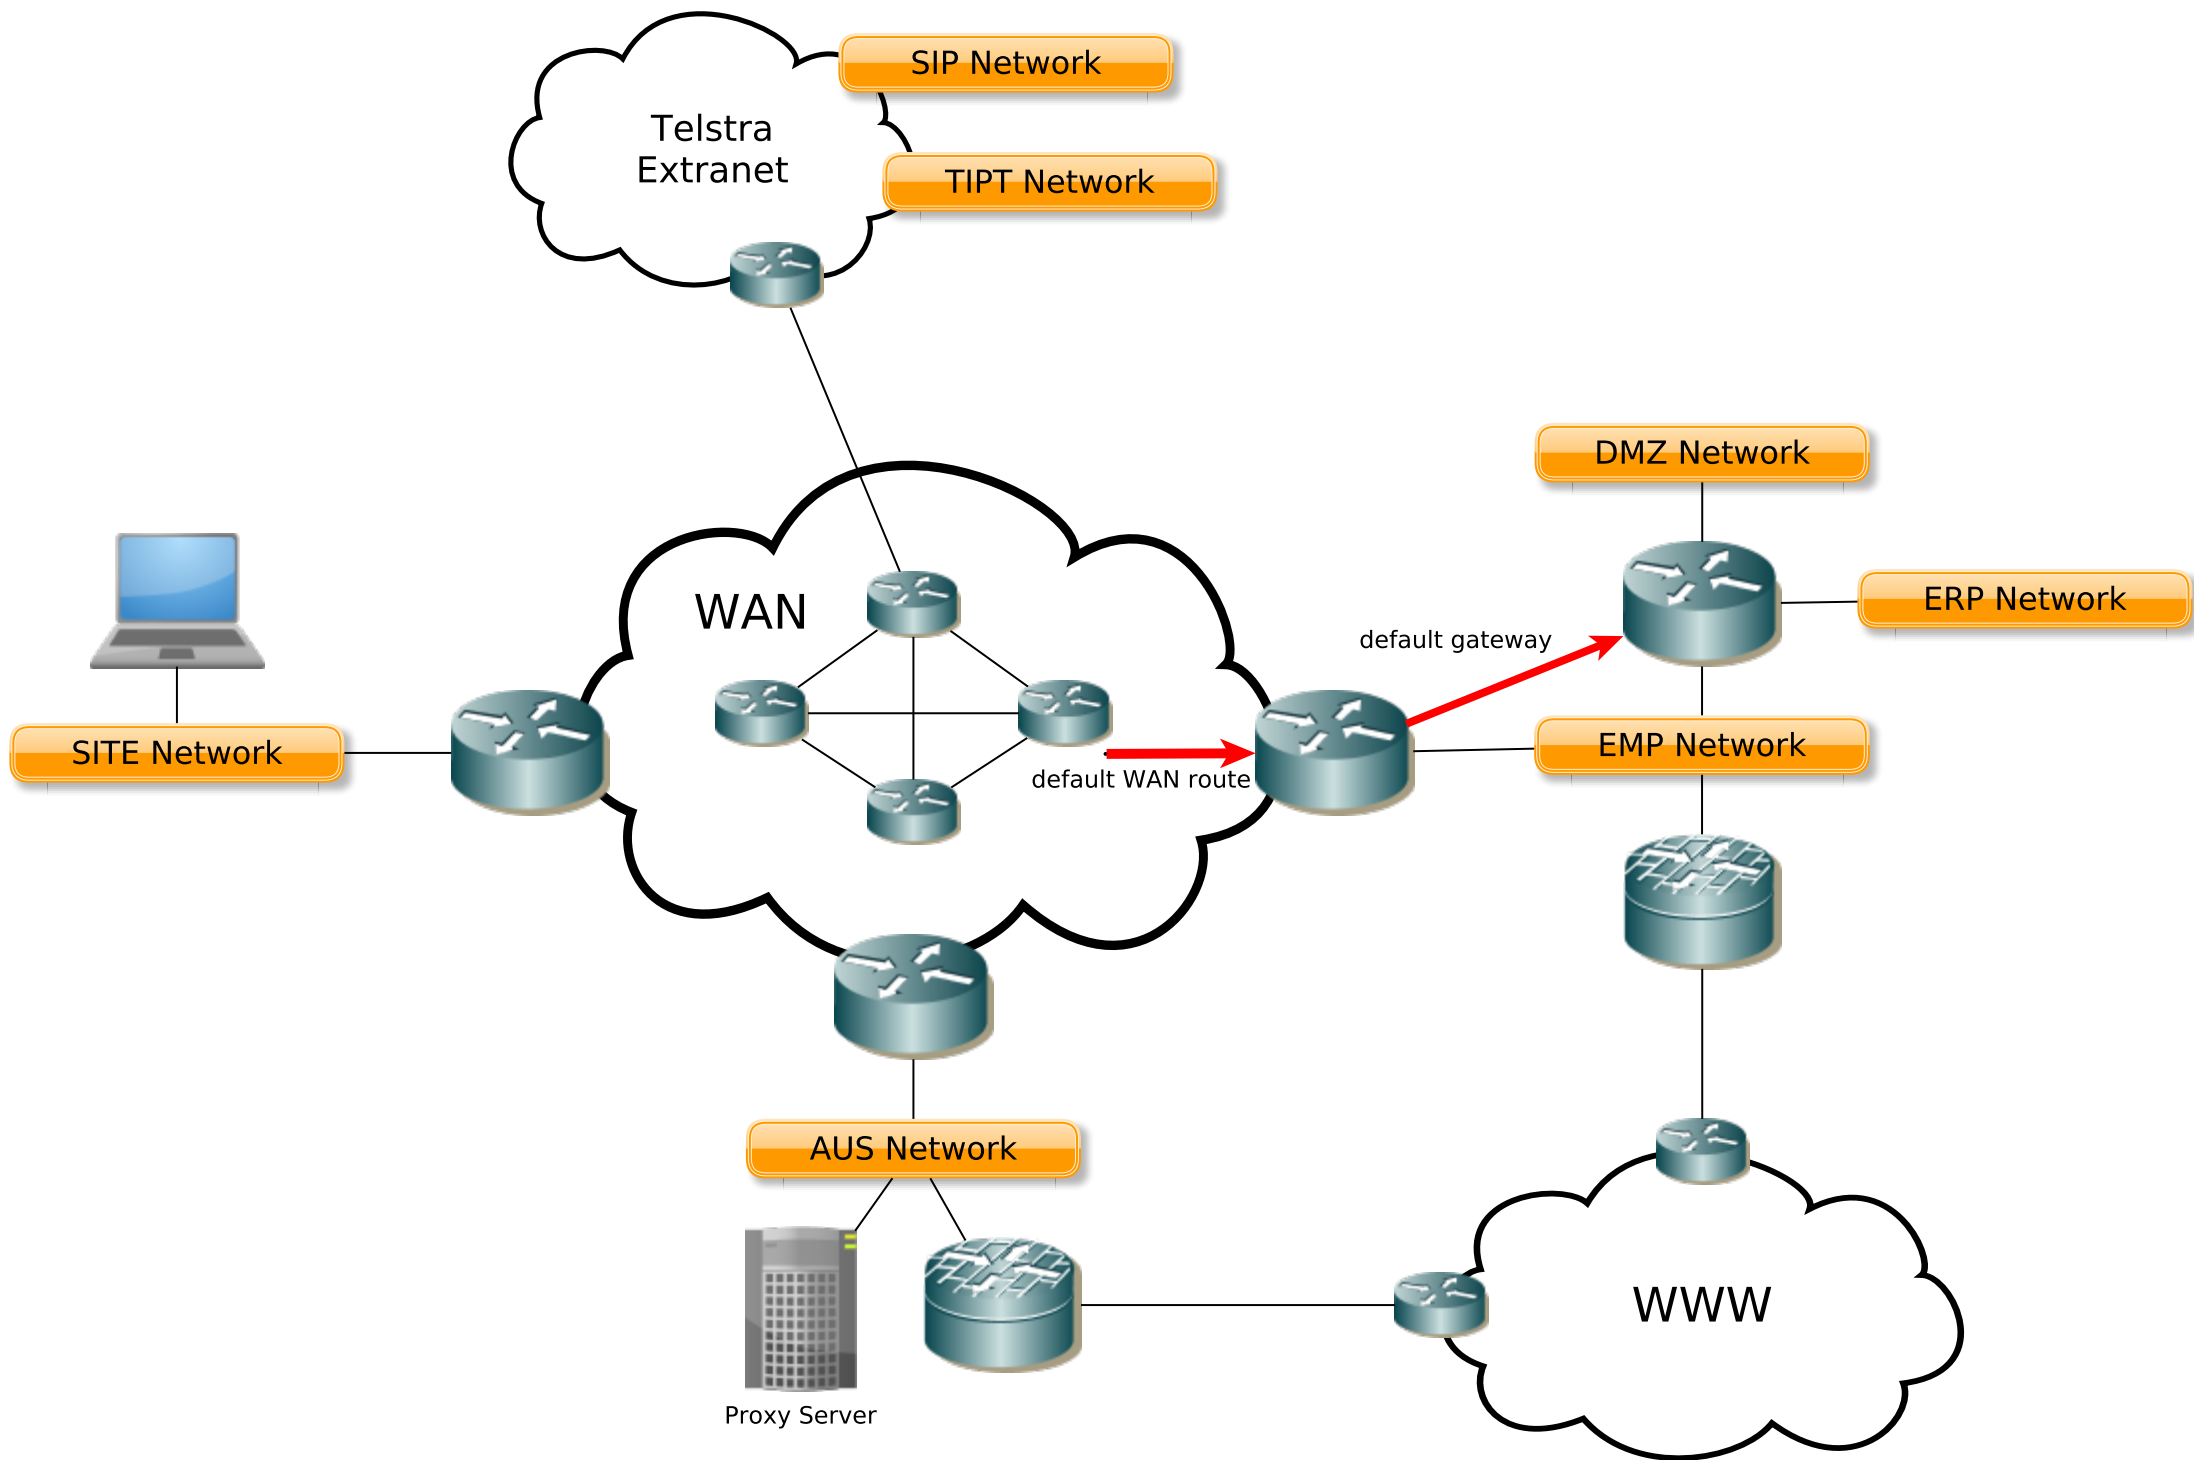 SIP Network
Telstra
Extranet
TIPT Network
DMZ Network
WAN
ERP Network
default gateway
SITE Network
EMP Network
default WAN route
AUS Network
WWW
Proxy Server